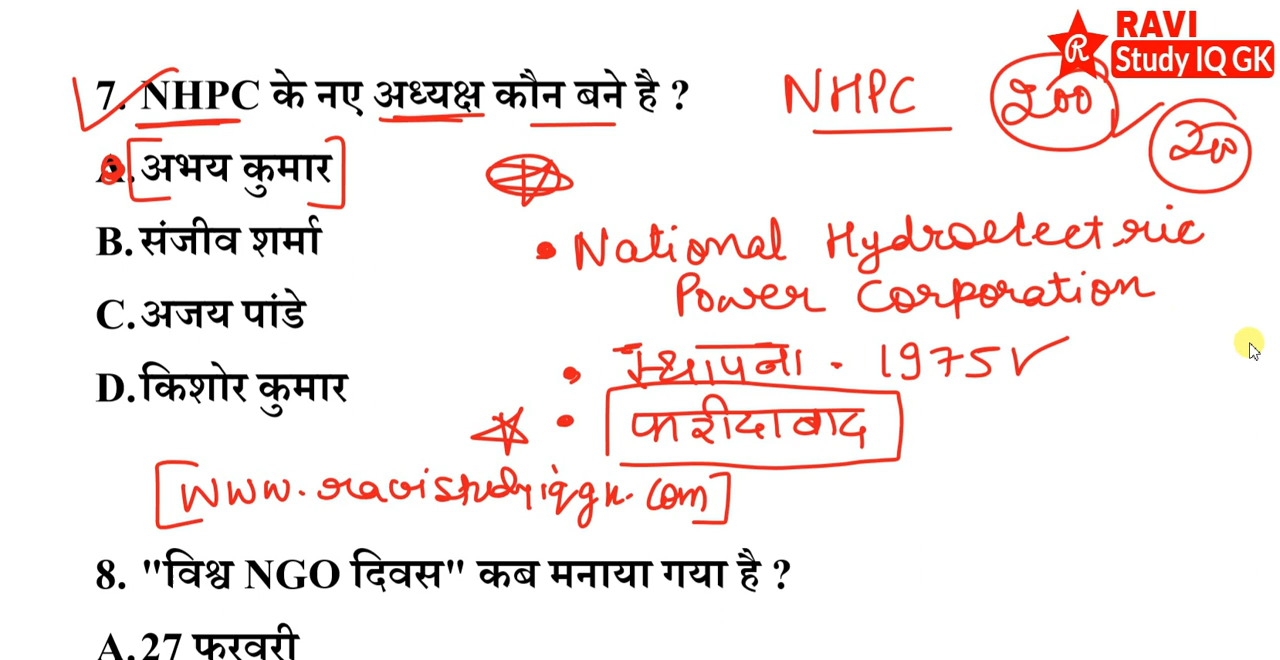 RAVI
R Study IQ GK
7. NHPC के नए अध्यक्ष कौन बने है ?
NHPC 200 20
A. [अभय कुमार]
B. संजीव शर्मा
• National Hydroelectric
Power Corporation
C. अजय पांडे
• स्थापना - 1975
D. किशोर कुमार
• फरीदाबाद
[www.ravistudyiqgk.com]
8. "विश्व NGO दिवस" कब मनाया गया है ?
A. 27 फरवरी